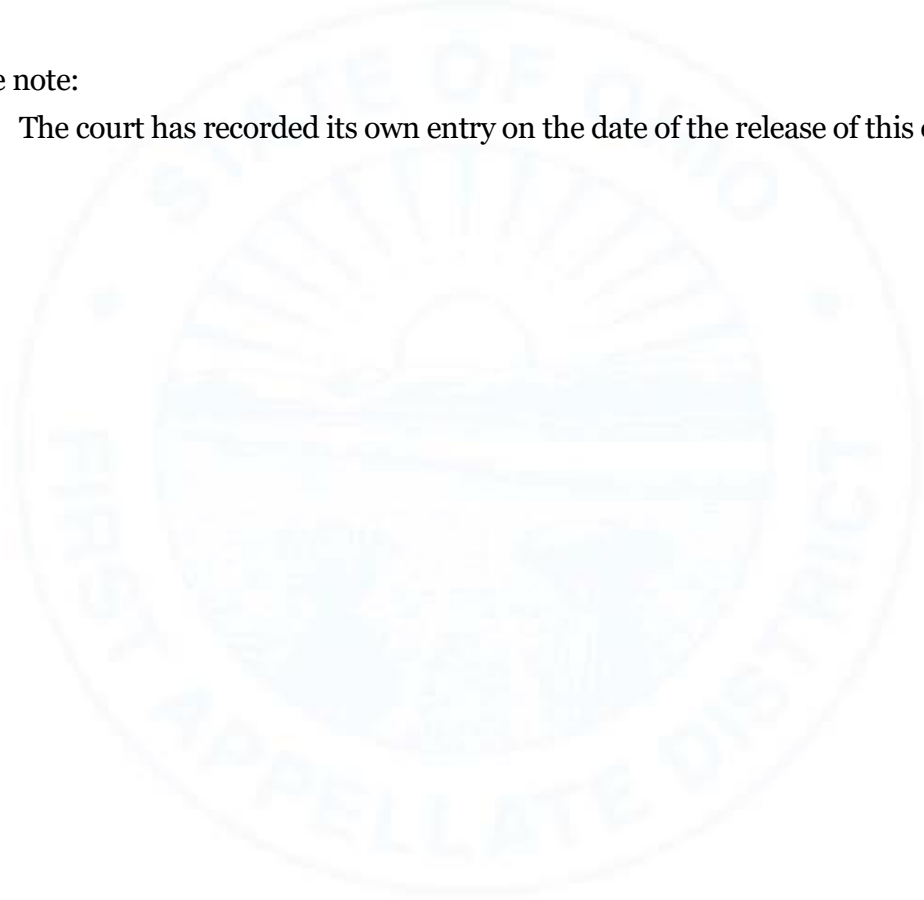 e note:
The court has recorded its own entry on the date of the release of this
STATE OF OHIO
FIRST APPELLATE DISTRICT